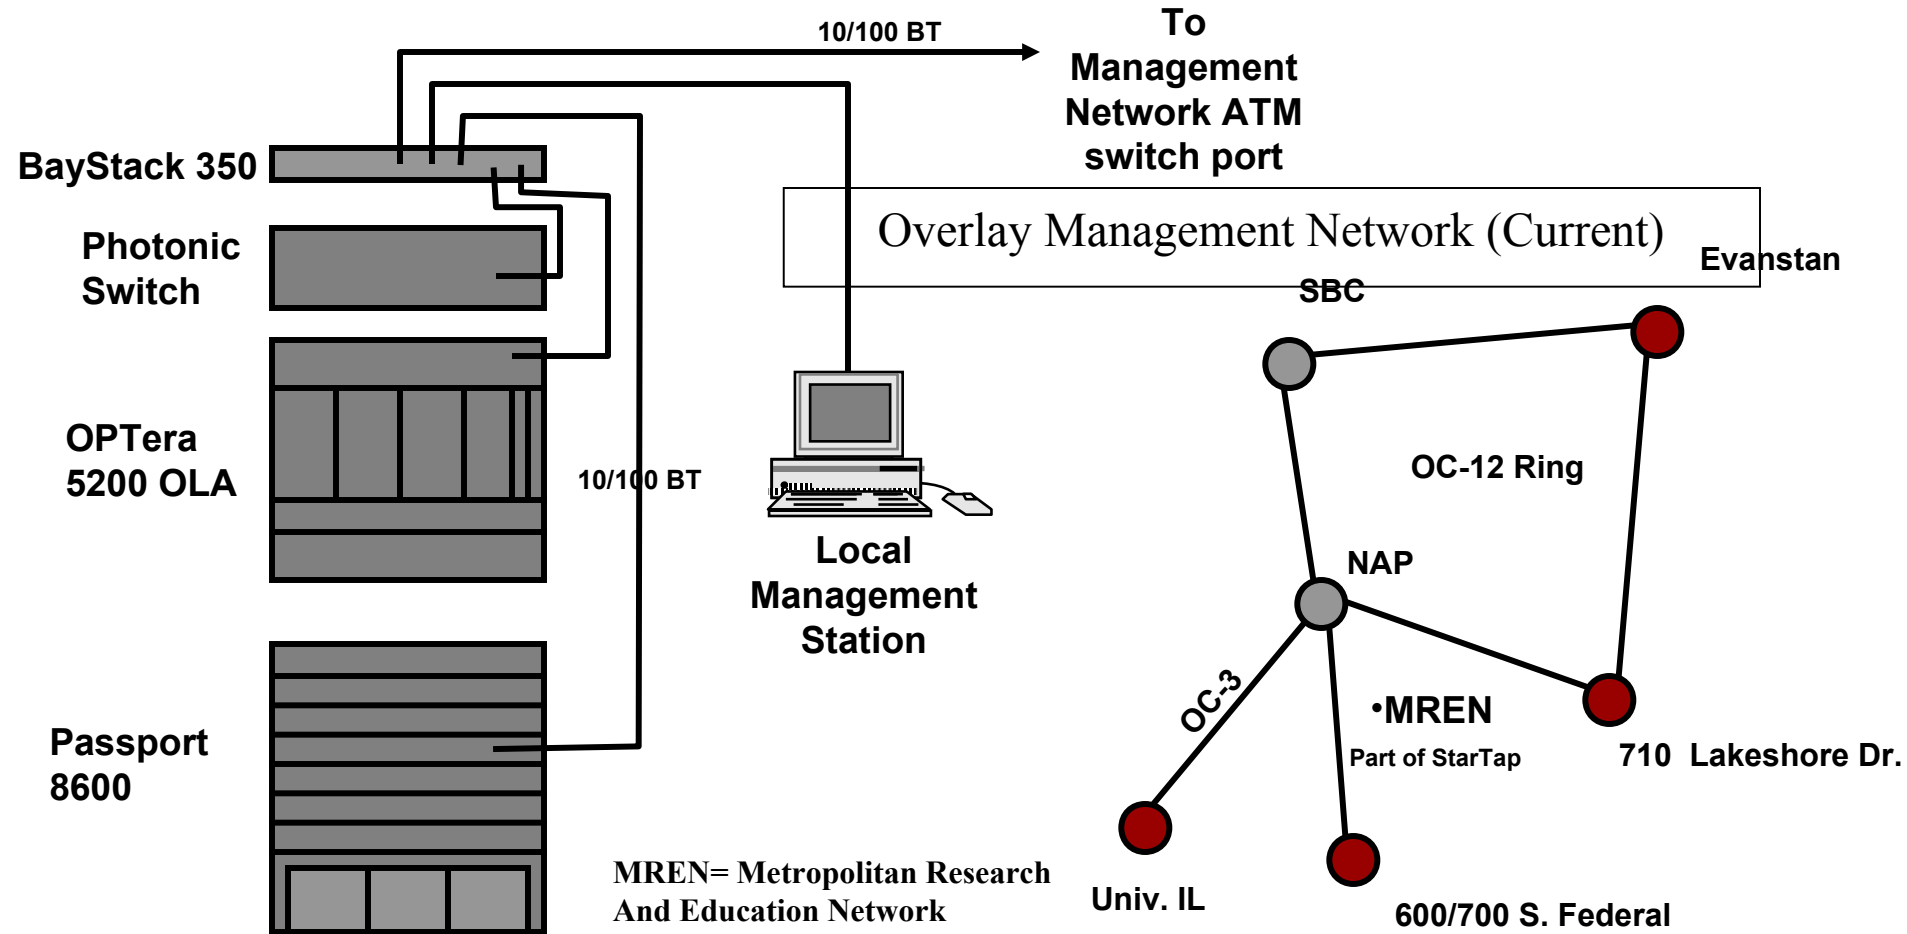 10/100 BT
To
Management
Network ATM
switch port
BayStack 350
Overlay Management Network (Current)
Photonic
Switch
Evanstan
SBC
OPTera
5200 OLA
10/100 BT
OC-12 Ring
Local
Management
Station
NAP
OC-3
•MREN
Part of StarTap
710 Lakeshore Dr.
Passport
8600
MREN= Metropolitan Research
And Education Network
Univ. IL
600/700 S. Federal